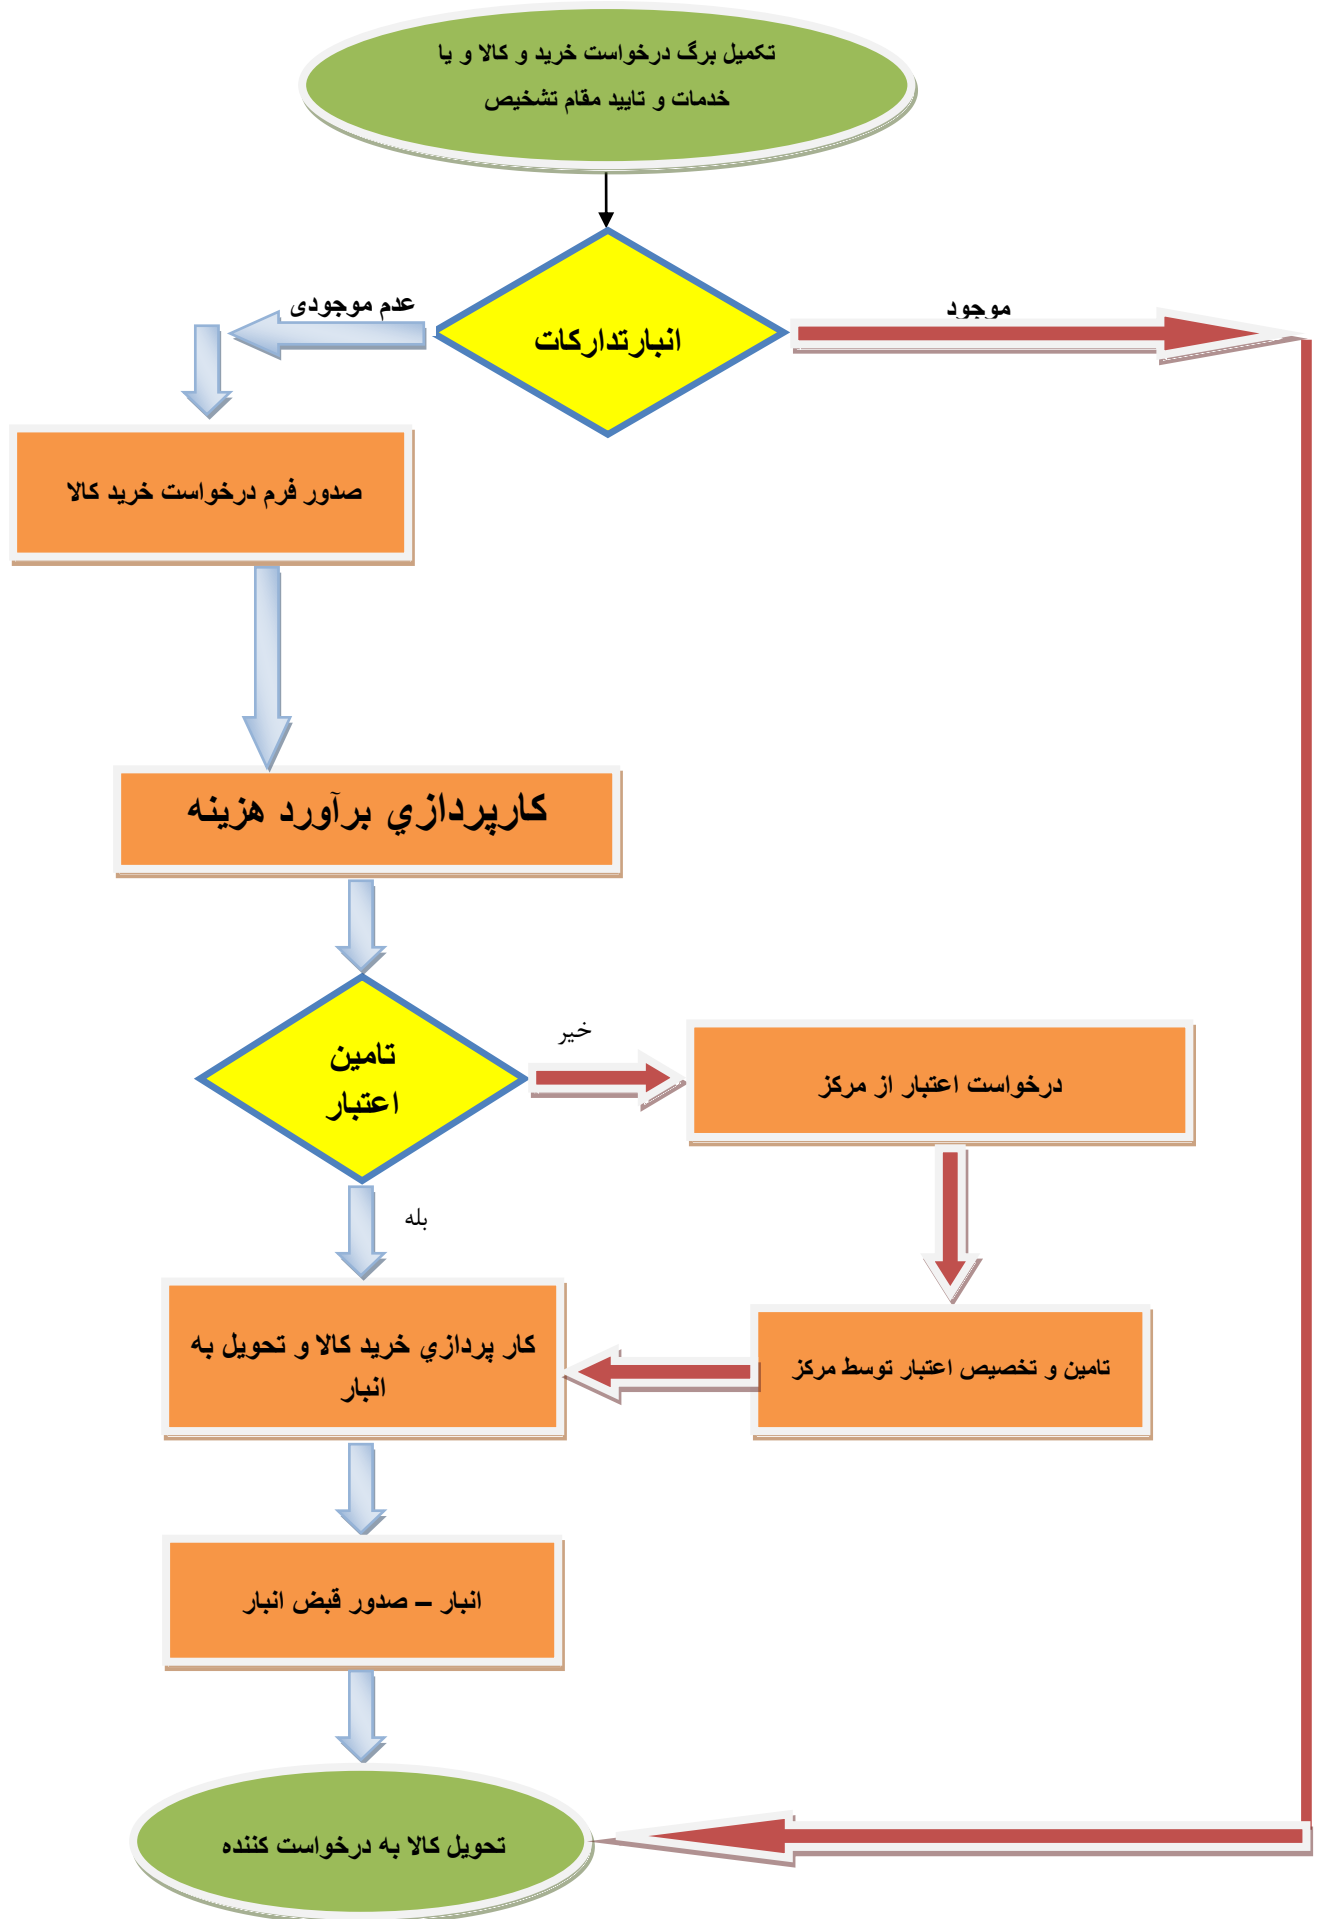 تکمیل برگ درخواست خرید و کالا و یا
خدمات و تایید مقام تشخیص
موجود
عدم موجودی
انبارتدارکات
صدور فرم درخواست خرید کالا
کارپردازي برآورد هزینه
تامین
اعتبار
خیر
درخواست اعتبار از مرکز
بله
کار پردازي خرید کالا و تحویل به
انبار
تامین و تخصیص اعتبار توسط مرکز
انبار – صدور قبض انبار
تحویل کالا به درخواست کننده